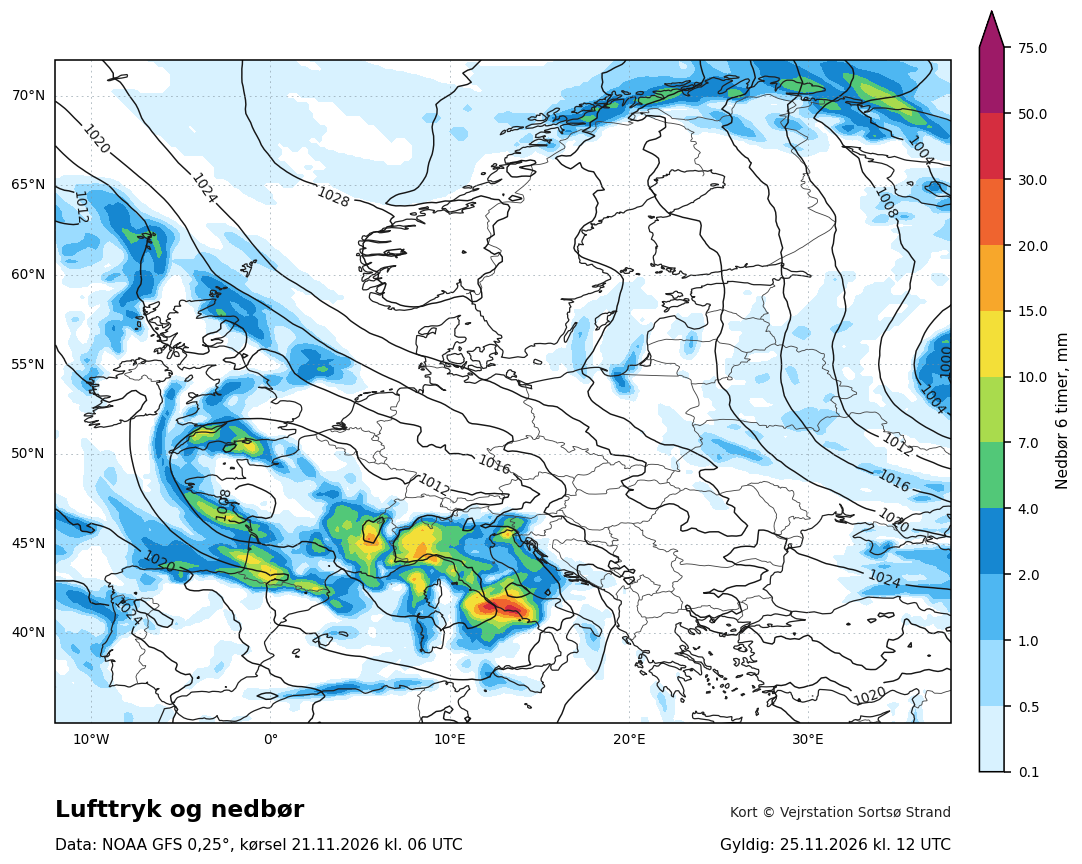 75.0
50.0
30.0
20.0
15.0
10.0
7.0
4.0
2.0
1.0
0.5
0.1
Nedbør 6 timer, mm
70°N
65°N
60°N
55°N
50°N
45°N
40°N
10°W
0°
10°E
20°E
30°E
1020
1024
1028
1012
1004
1008
1000
1004
1012
1016
1020
1024
1016
1012
1008
1020
1024
1020
Lufttryk og nedbør
Kort © Vejrstation Sortsø Strand
Data: NOAA GFS 0,25°, kørsel 21.11.2026 kl. 06 UTC
Gyldig: 25.11.2026 kl. 12 UTC